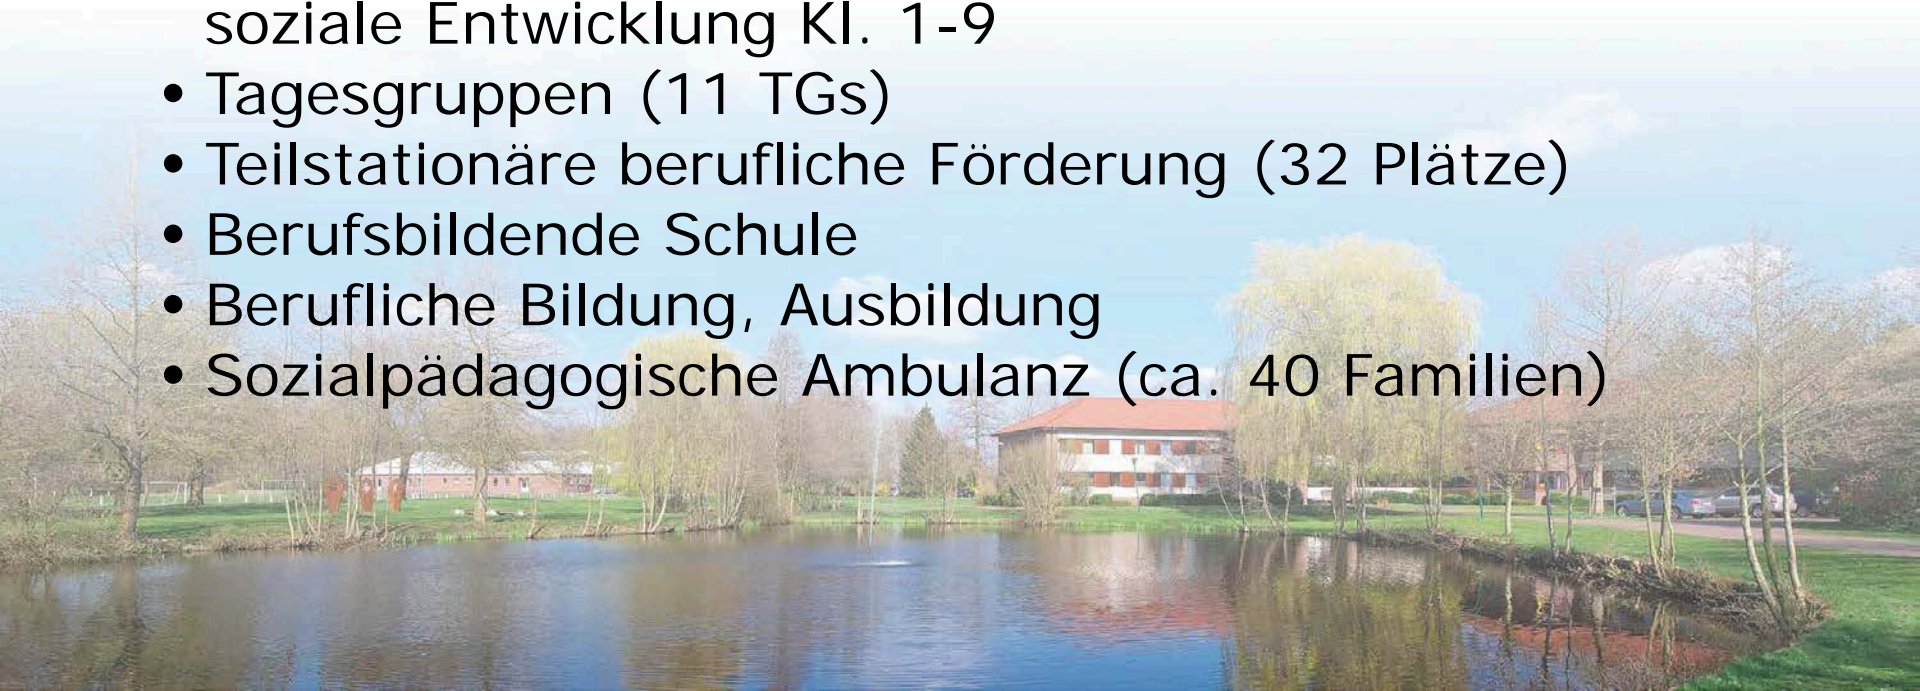 soziale Entwicklung Kl. 1-9
• Tagesgruppen (11 TGs)
• Teilstationäre berufliche Förderung (32 Plätze)
• Berufsbildende Schule
• Berufliche Bildung, Ausbildung
• Sozialpädagogische Ambulanz (ca. 40 Familien)